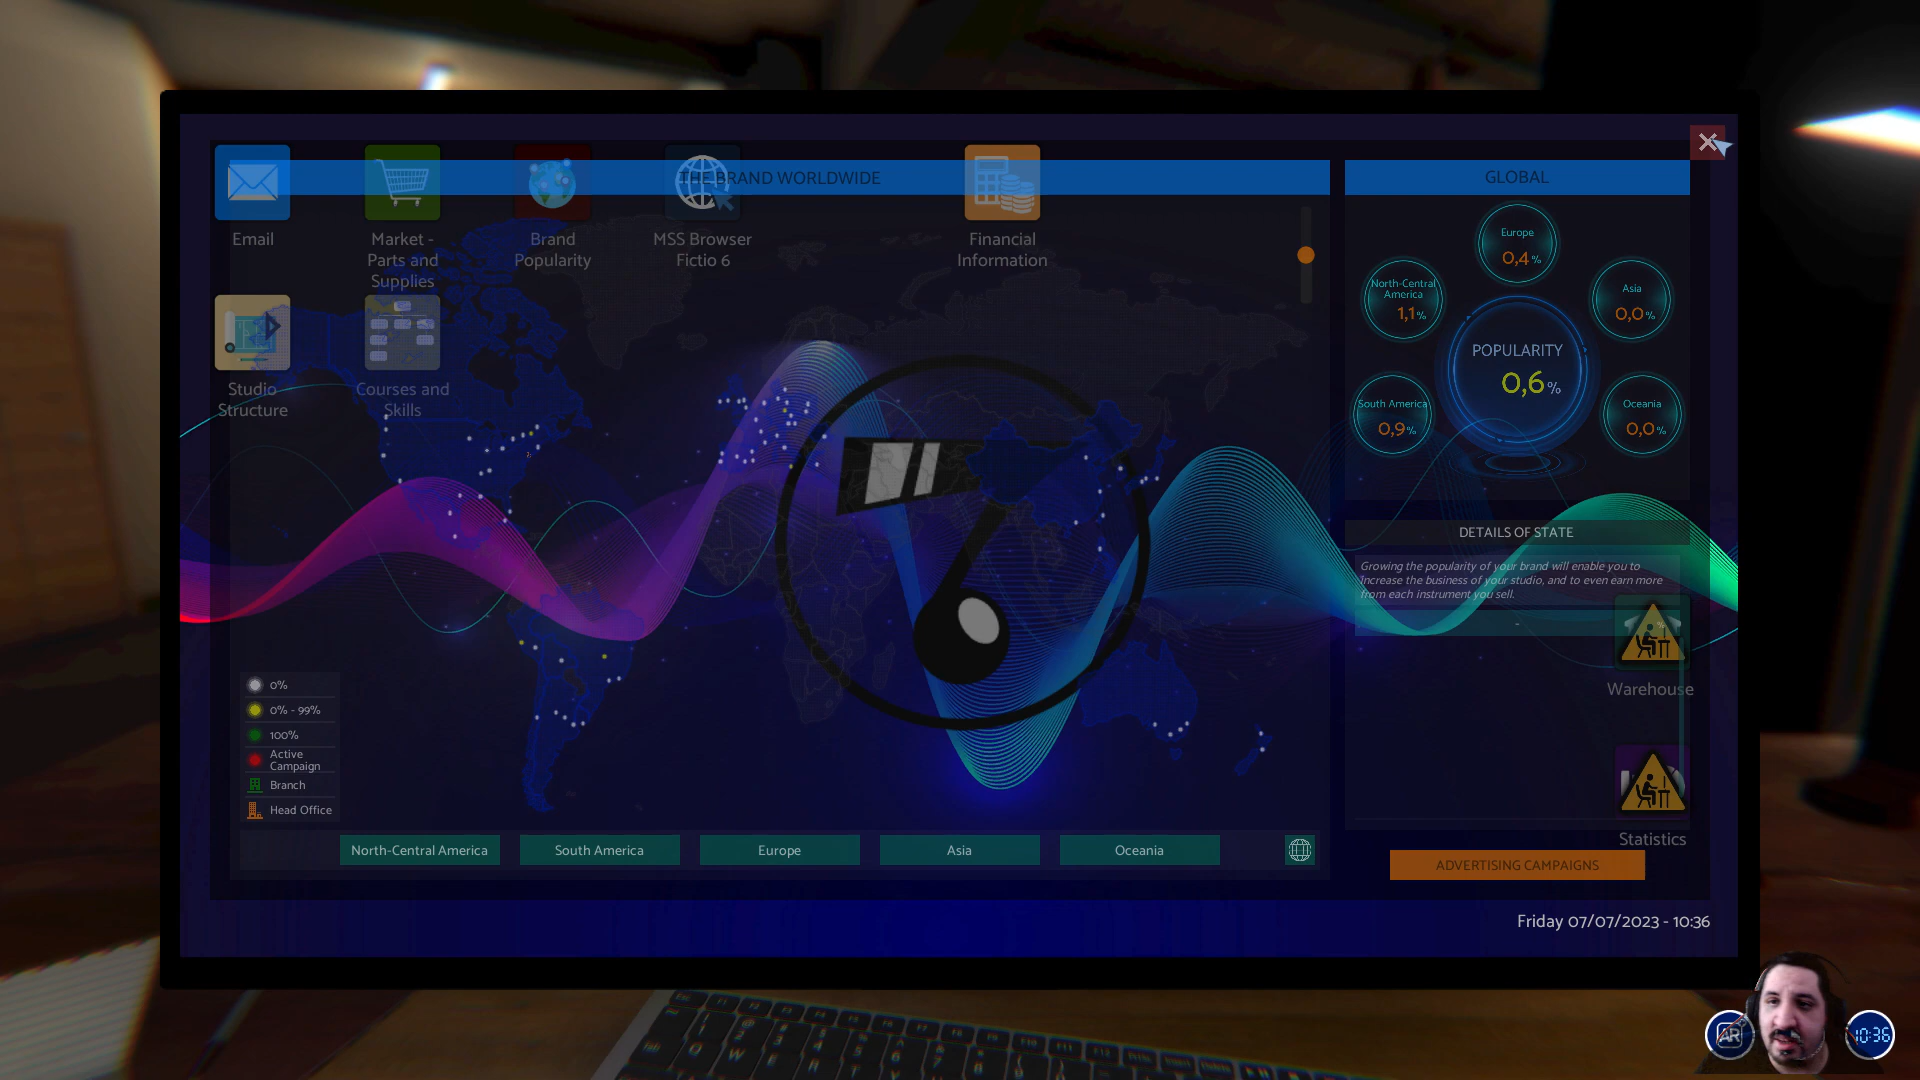 THE BRAND WORLDWIDE
GLOBAL
Email
Market -
Parts and
Supplies
Brand
Popularity
MSS Browser
Fictio 6
Financial
Information
Studio
Structure
Courses and
Skills
Europe
0,4%
North-Central
America
1,1%
Asia
0,0%
POPULARITY
0,6%
South America
0,9%
Oceania
0,0%
DETAILS OF STATE
Growing the popularity of your brand will enable you to
increase the business of your studio, and to even earn more
from each instrument you sell.
-
%
Warehouse
Statistics
0%
0% - 99%
100%
Active
Campaign
Branch
Head Office
North-Central America
South America
Europe
Asia
Oceania
ADVERTISING CAMPAIGNS
Friday 07/07/2023 - 10:36
AR
10:36